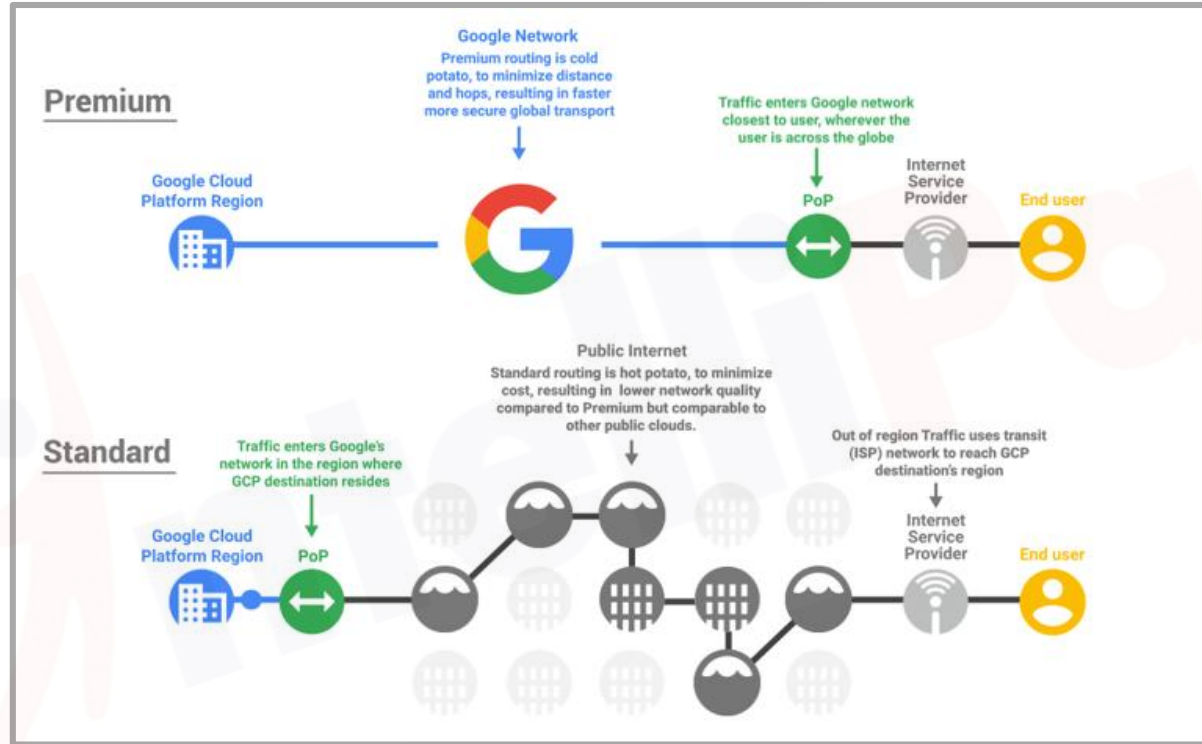 Google Network
Premium routing is cold
potato, to minimize distance
and hops, resulting in faster
more secure global transport
Premium
Traffic enters Google network
closest to user, wherever the
user is across the globe
Google Cloud
Platform Region
PoP
Internet
Service
Provider
End user
Public Internet
Standard routing is hot potato, to minimize
cost, resulting in lower network quality
compared to Premium but comparable to
other public clouds.
Standard
Traffic enters Google's
network in the region where
GCP destination resides
Out of region Traffic uses transit
(ISP) network to reach GCP
destination's region
Google Cloud
Platform Region
PoP
Internet
Service
Provider
End user